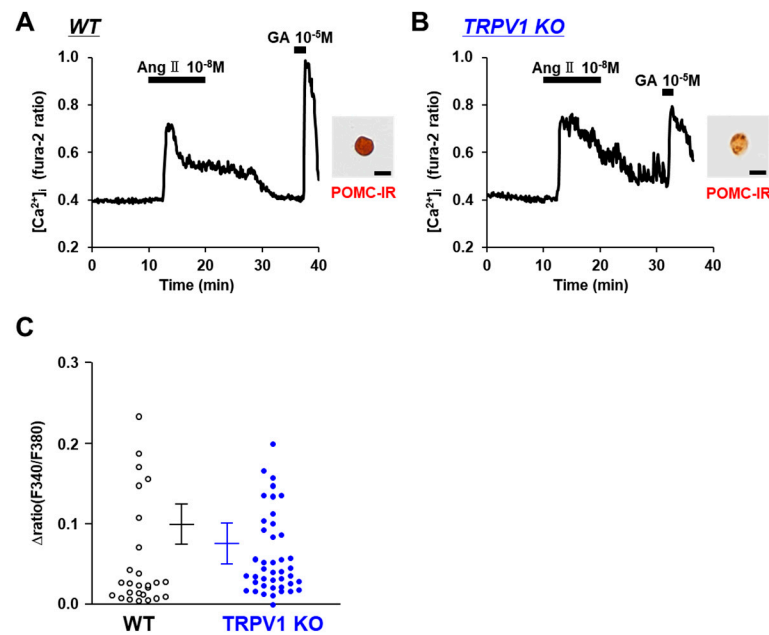 A WT
Ang Ⅱ 10⁻⁸M
GA 10⁻⁵M
[Ca²⁺]i (fura-2 ratio)
1.0
0.8
0.6
0.4
0.2
0 10 20 30 40
Time (min)
POMC-IR
B TRPV1 KO
Ang Ⅱ 10⁻⁸M
GA 10⁻⁵M
[Ca²⁺]i (fura-2 ratio)
1.0
0.8
0.6
0.4
0.2
0 10 20 30 40
Time (min)
POMC-IR
C
Δratio(F340/F380)
0.3
0.2
0.1
0.0
WT TRPV1 KO